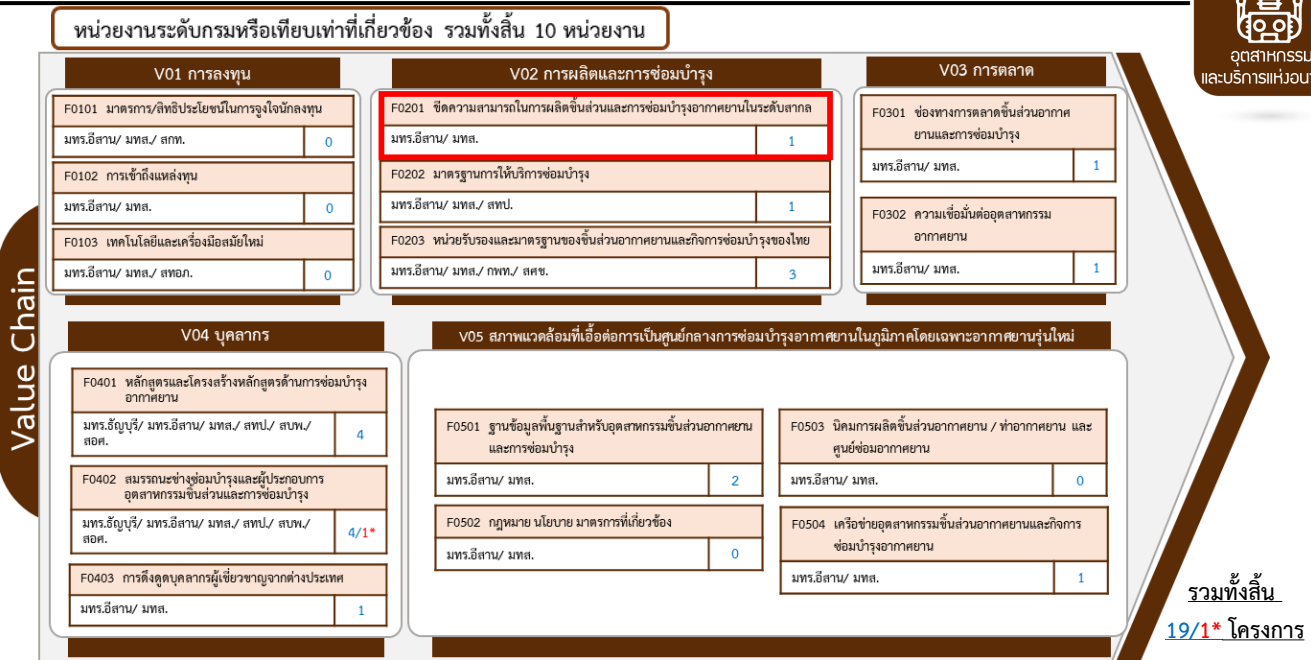 หน่วยงานระดับกรมหรือเทียบเท่าที่เกี่ยวข้อง รวมทั้งสิ้น 10 หน่วยงาน
อุตสาหกรรม
Value Chain
V01 การลงทุน
F0101 มาตรการ/สิทธิประโยชน์ในการจูงใจนักลงทุน
มทร.อีสาน/ มทส./ สกท. 0
F0102 การเข้าถึงแหล่งทุน
มทร.อีสาน/ มทส. 0
F0103 เทคโนโลยีและเครื่องมือสมัยใหม่
มทร.อีสาน/ มทส./ สทอภ. 0
V02 การผลิตและการซ่อมบำรุง
F0201 ขีดความสามารถในการผลิตชิ้นส่วนและการซ่อมบำรุงอากาศยานในระดับสากล
มทร.อีสาน/ มทส. 1
F0202 มาตรฐานการให้บริการซ่อมบำรุง
มทร.อีสาน/ มทส./ สทป. 1
F0203 หน่วยรับรองและมาตรฐานของชิ้นส่วนอากาศยานและกิจการซ่อมบำรุงของไทย
มทร.อีสาน/ มทส./ กพท./ สศช. 3
V03 การตลาด
F0301 ช่องทางการตลาดชิ้นส่วนอากาศ
ยานและการซ่อมบำรุง
มทร.อีสาน/ มทส. 1
F0302 ความเชื่อมั่นต่ออุตสาหกรรม
อากาศยาน
มทร.อีสาน/ มทส. 1
V04 บุคลากร
F0401 หลักสูตรและโครงสร้างหลักสูตรด้านการซ่อมบำรุง
อากาศยาน
มทร.ธัญบุรี/ มทร.อีสาน/ มทส./ สทป./ สบพ./
สอศ. 4
F0402 สมรรถนะช่างซ่อมบำรุงและผู้ประกอบการ
อุตสาหกรรมชิ้นส่วนและการซ่อมบำรุง
มทร.ธัญบุรี/ มทร.อีสาน/ มทส./ สทป./ สบพ./
สอศ. 4/1*
F0403 การดึงดูดบุคลากรผู้เชี่ยวชาญจากต่างประเทศ
มทร.อีสาน/ มทส. 1
V05 สภาพแวดล้อมที่เอื้อต่อการเป็นศูนย์กลางการซ่อมบำรุงอากาศยานในภูมิภาคโดยเฉพาะอากาศยานรุ่นใหม่
F0501 ฐานข้อมูลพื้นฐานสำหรับอุตสาหกรรมชิ้นส่วนอากาศยาน
และการซ่อมบำรุง
มทร.อีสาน/ มทส. 2
F0502 กฎหมาย นโยบาย มาตรการที่เกี่ยวข้อง
มทร.อีสาน/ มทส. 0
F0503 นิคมการผลิตชิ้นส่วนอากาศยาน / ท่าอากาศยาน และ
ศูนย์ซ่อมอากาศยาน
มทร.อีสาน/ มทส. 0
F0504 เครือข่ายอุตสาหกรรมชิ้นส่วนอากาศยานและกิจการ
ซ่อมบำรุงอากาศยาน
มทร.อีสาน/ มทส. 1
รวมทั้งสิ้น
19/1* โครงการ